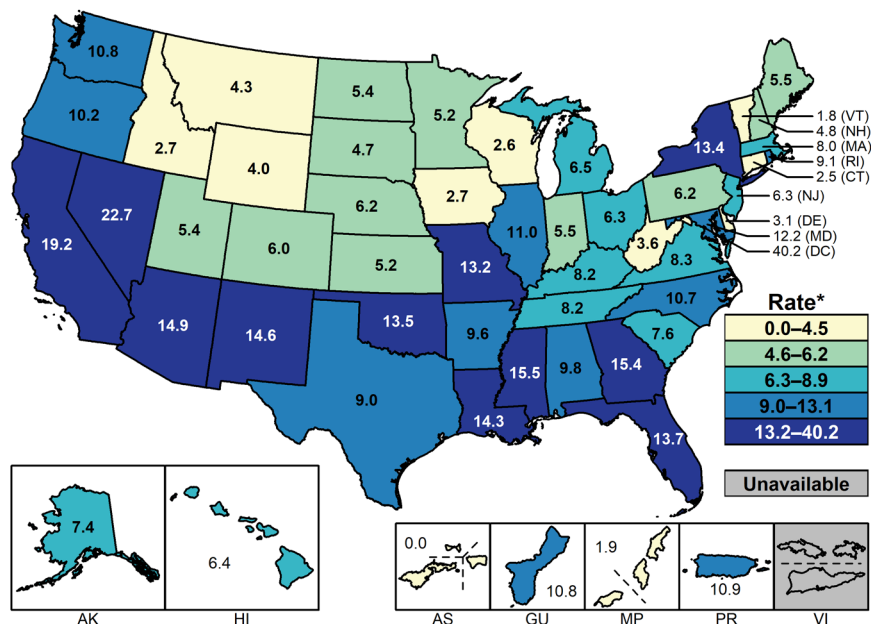 10.8
4.3
5.4
5.2
5.5
10.2
2.7
4.0
4.7
2.6
6.5
13.4
1.8 (VT)
4.8 (NH)
8.0 (MA)
9.1 (RI)
2.5 (CT)
6.3 (NJ)
3.1 (DE)
12.2 (MD)
40.2 (DC)
19.2
22.7
5.4
6.0
6.2
5.2
2.7
11.0
5.5
6.3
6.2
3.6
8.3
13.2
8.2
8.2
10.7
7.6
14.9
14.6
13.5
9.6
9.0
14.3
15.5
9.8
15.4
13.7
Rate*
0.0–4.5
4.6–6.2
6.3–8.9
9.0–13.1
13.2–40.2
Unavailable
7.4
6.4
0.0
10.8
1.9
10.9
AK
HI
AS
GU
MP
PR
VI